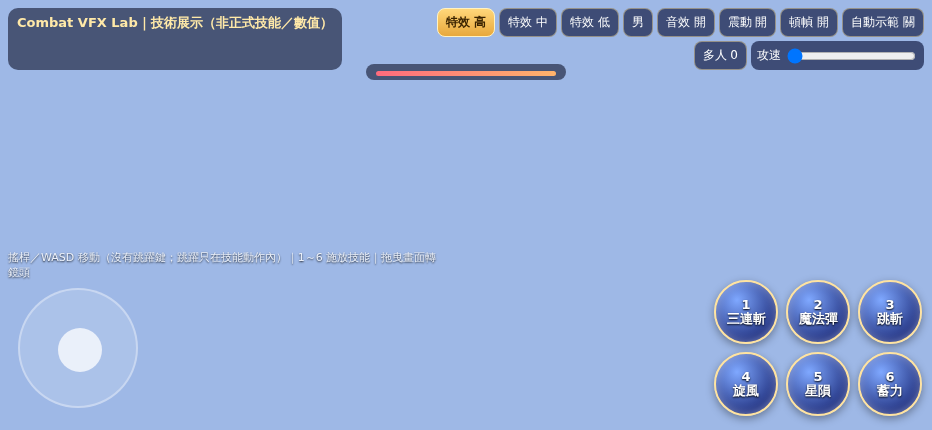 Combat VFX Lab｜技術展示（非正式技能／數值）
特效 高
特效 中
特效 低
男
音效 開
震動 開
頓幀 開
自動示範 關
多人 0
攻速
搖桿／WASD 移動（沒有跳躍鍵；跳躍只在技能動作內）｜1～6 施放技能｜拖曳畫面轉
鏡頭
1
三連斬
2
魔法彈
3
跳斬
4
旋風
5
星隕
6
蓄力